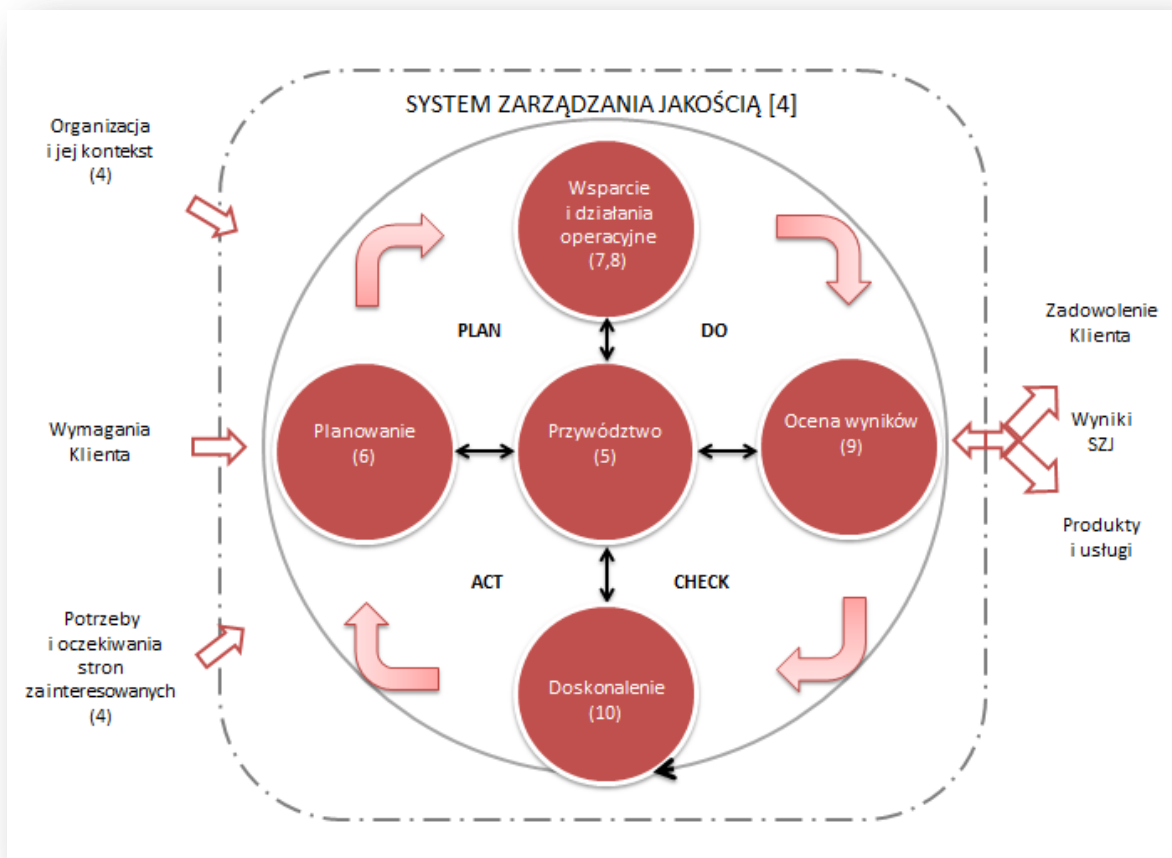 SYSTEM ZARZĄDZANIA JAKOŚCIĄ [4]
Organizacja
i jej kontekst
(4)
Wymagania
Klienta
Potrzeby
i oczekiwania
stron
zainteresowanych
(4)
Wsparcie
i działania
operacyjne
(7,8)
PLAN
DO
Planowanie
(6)
Przywództwo
(5)
Ocena wyników
(9)
ACT
CHECK
Doskonalenie
(10)
Zadowolenie
Klienta
Wyniki
SZJ
Produkty
i usługi